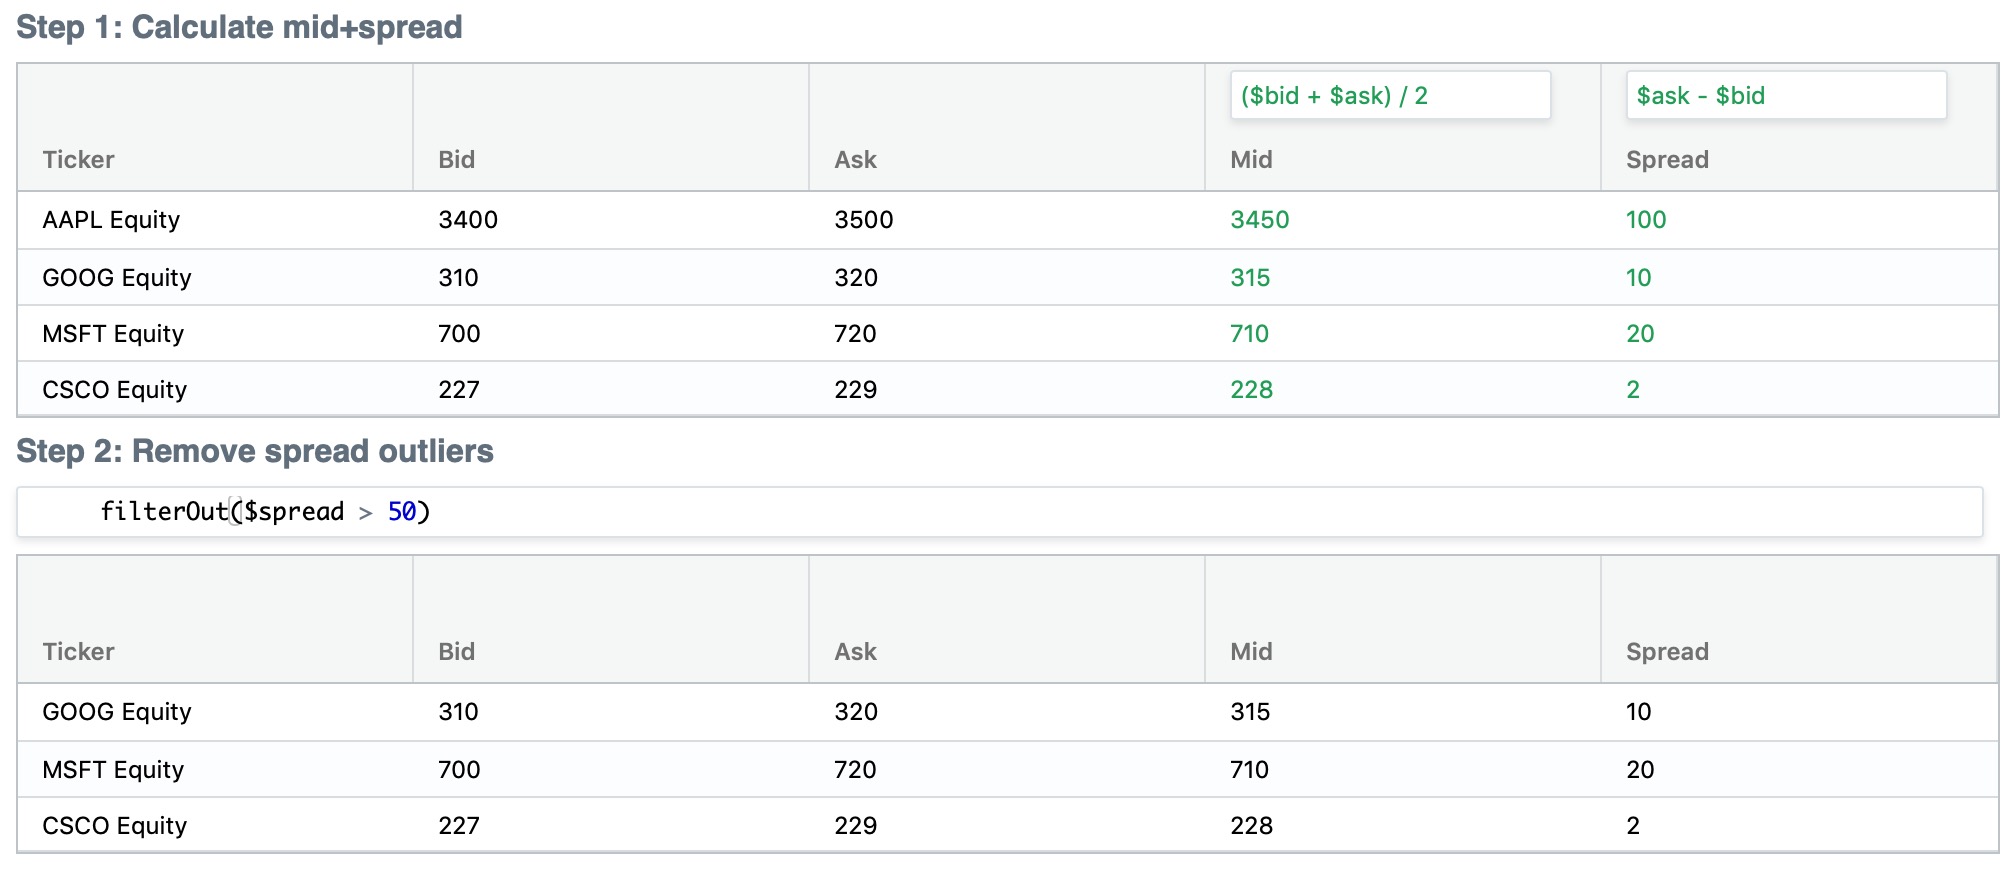 Step 1: Calculate mid+spread
($bid + $ask) / 2 $ask - $bid
Ticker Bid Ask Mid Spread
AAPL Equity 3400 3500 3450 100
GOOG Equity 310 320 315 10
MSFT Equity 700 720 710 20
CSCO Equity 227 229 228 2
Step 2: Remove spread outliers
filterOut($spread > 50)
Ticker Bid Ask Mid Spread
GOOG Equity 310 320 315 10
MSFT Equity 700 720 710 20
CSCO Equity 227 229 228 2